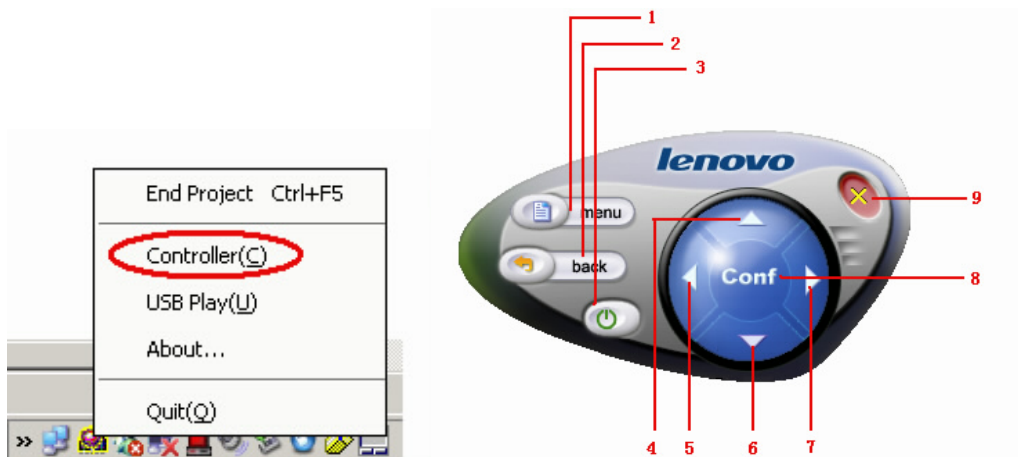 End Project Ctrl+F5
Controller(C)
USB Play(U)
About...
Quit(Q)
»
1
2
3
lenovo
menu
9
4
back
Conf
8
5
6
7